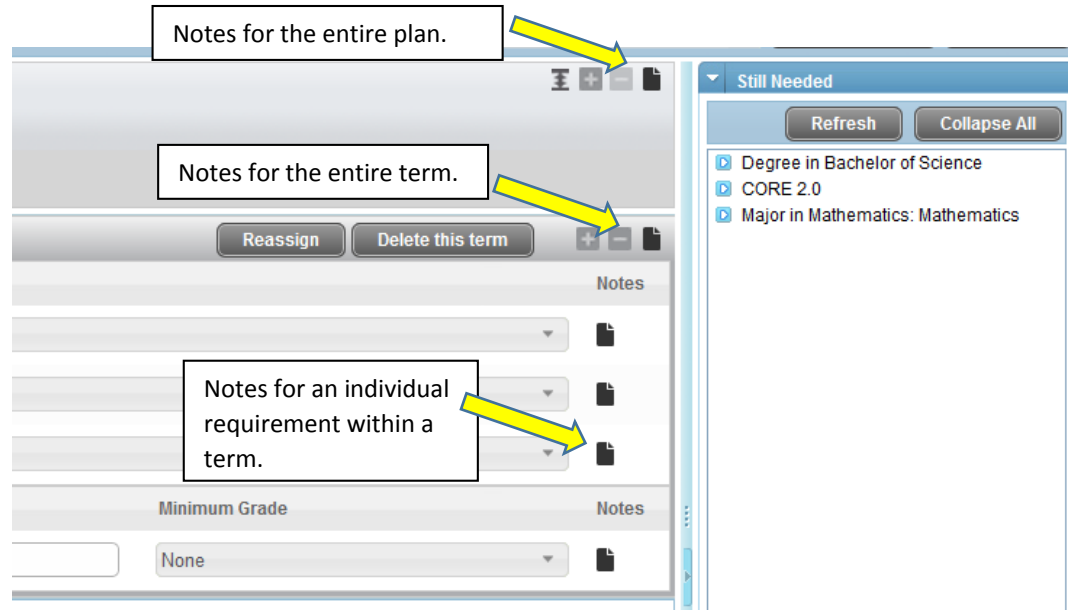 Notes for the entire plan.
Still Needed
Refresh Collapse All
Notes for the entire term.
Degree in Bachelor of Science
CORE 2.0
Major in Mathematics: Mathematics
Reassign Delete this term
Notes
Notes for an individual
requirement within a
term.
Minimum Grade Notes
None